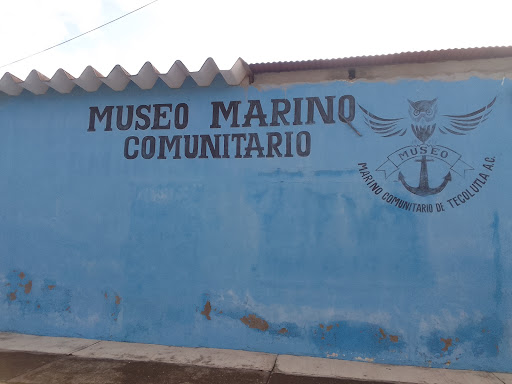 MUSEO MARINO
COMUNITARIO
MUSEO
MARINO COMUNITARIO DE TECOLUTLA A.C.